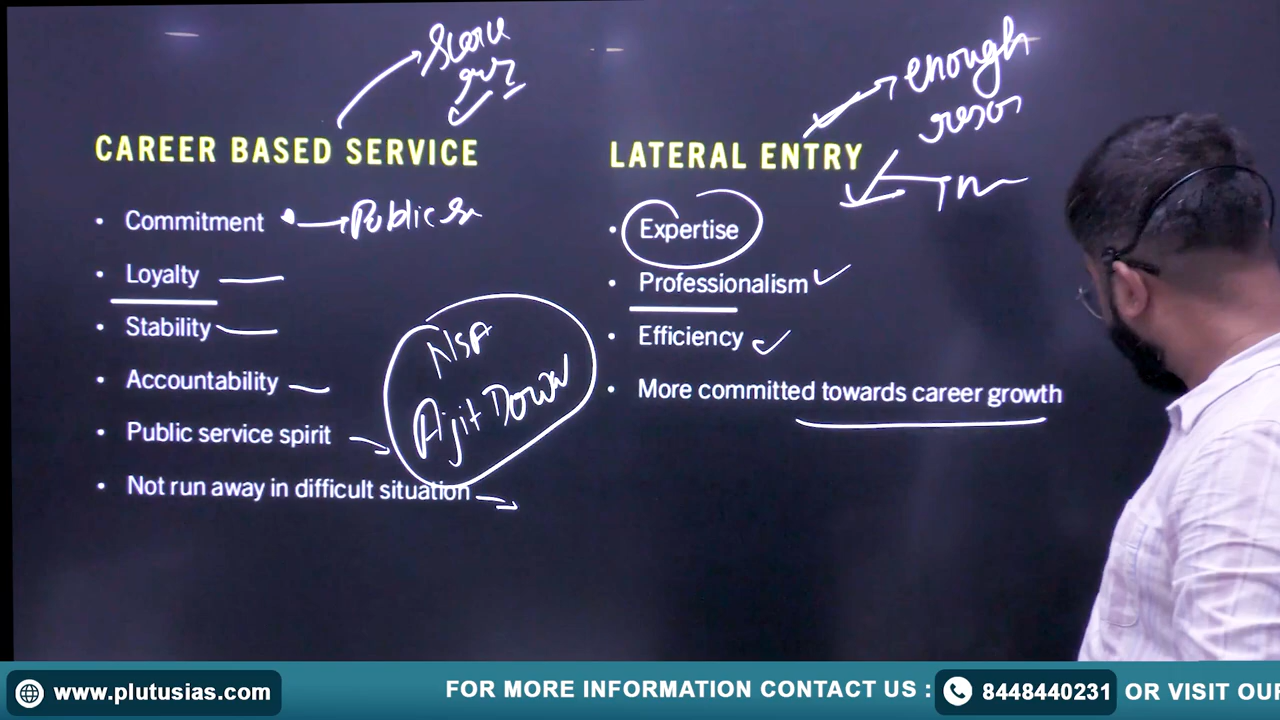 CAREER BASED SERVICE
• Commitment
Public
• Loyalty
• Stability
• Accountability
• Public service spirit
• Not run away in difficult situation
NSA
Ajit Doval
enough
LATERAL ENTRY
• Expertise
• Professionalism
• Efficiency
• More committed towards career growth
www.plutusias.com
FOR MORE INFORMATION CONTACT US :
8448440231
OR VISIT OUR